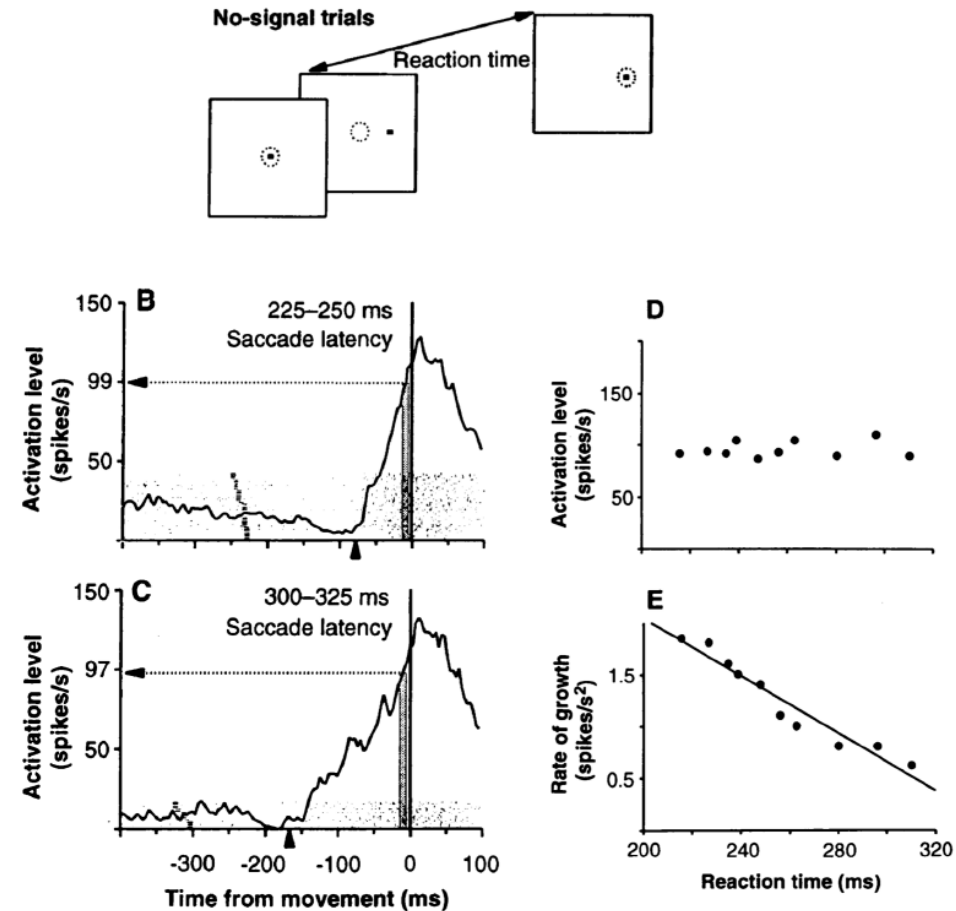 No-signal trials
Reaction time
B
225–250 ms
Saccade latency
150
99
50
Activation level
(spikes/s)
D
150
50
Activation level
(spikes/s)
C
300–325 ms
Saccade latency
150
97
50
Activation level
(spikes/s)
-300 -200 -100 0 100
Time from movement (ms)
E
1.5
0.5
Rate of growth
(spikes/s²)
200 240 280 320
Reaction time (ms)